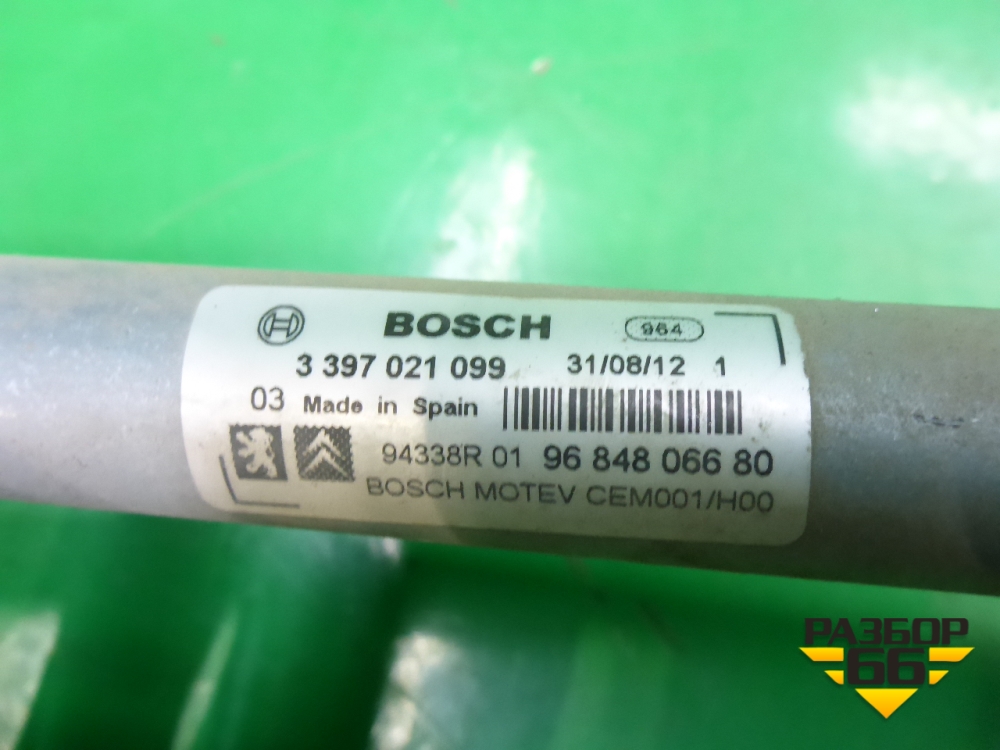 BOSCH 964
3 397 021 099 31/08/12 1
03 Made in Spain
94338R 01 96 848 066 80
BOSCH MOTEV CEM001/H00
РАЗБОР
66